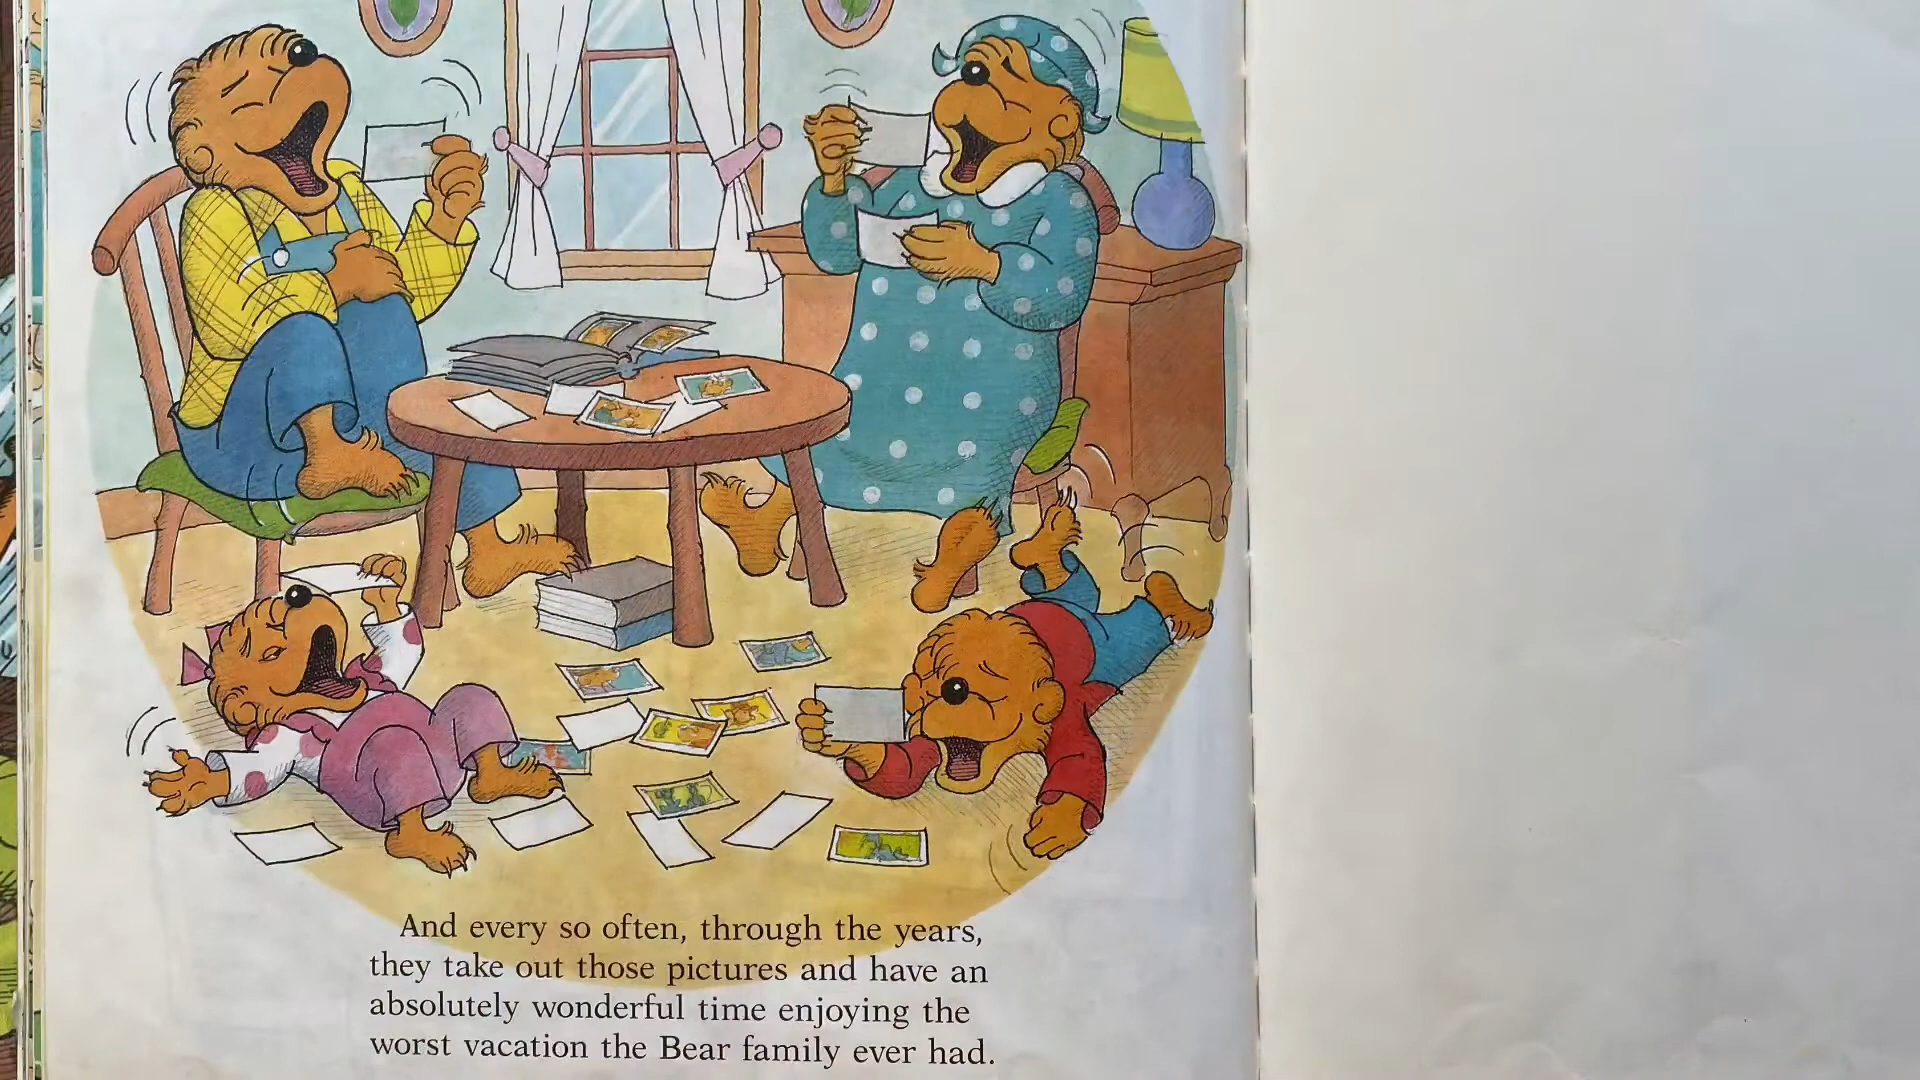 And every so often, through the years,
they take out those pictures and have an
absolutely wonderful time enjoying the
worst vacation the Bear family ever had.